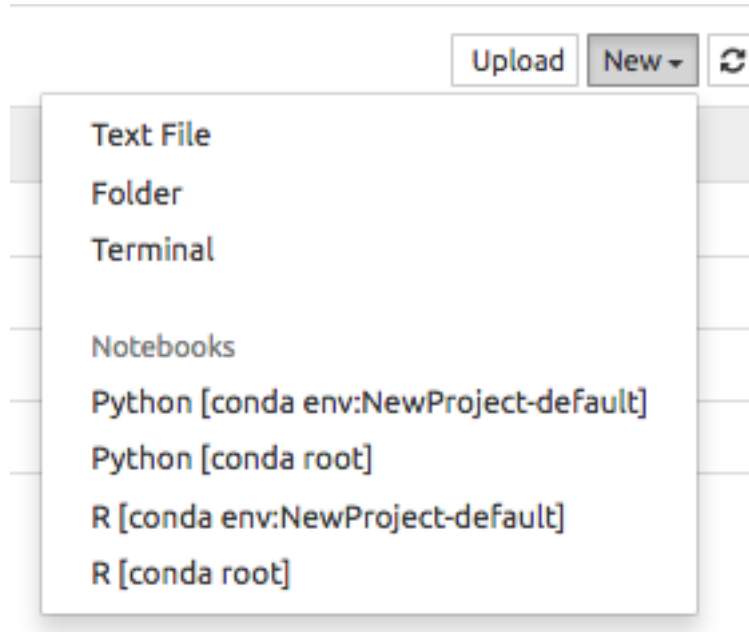 Upload New
Text File
Folder
Terminal
Notebooks
Python [conda env:NewProject-default]
Python [conda root]
R [conda env:NewProject-default]
R [conda root]